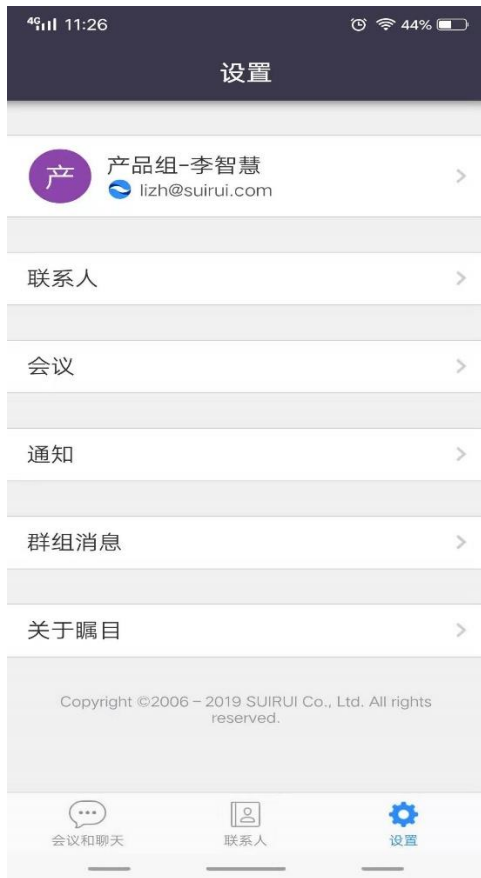 4G 11:26 44%
设置
产
产品组-李智慧
lizh@suirui.com
联系人
会议
通知
群组消息
关于瞩目
Copyright ©2006 – 2019 SUIRUI Co., Ltd. All rights
reserved.
会议和聊天 联系人 设置